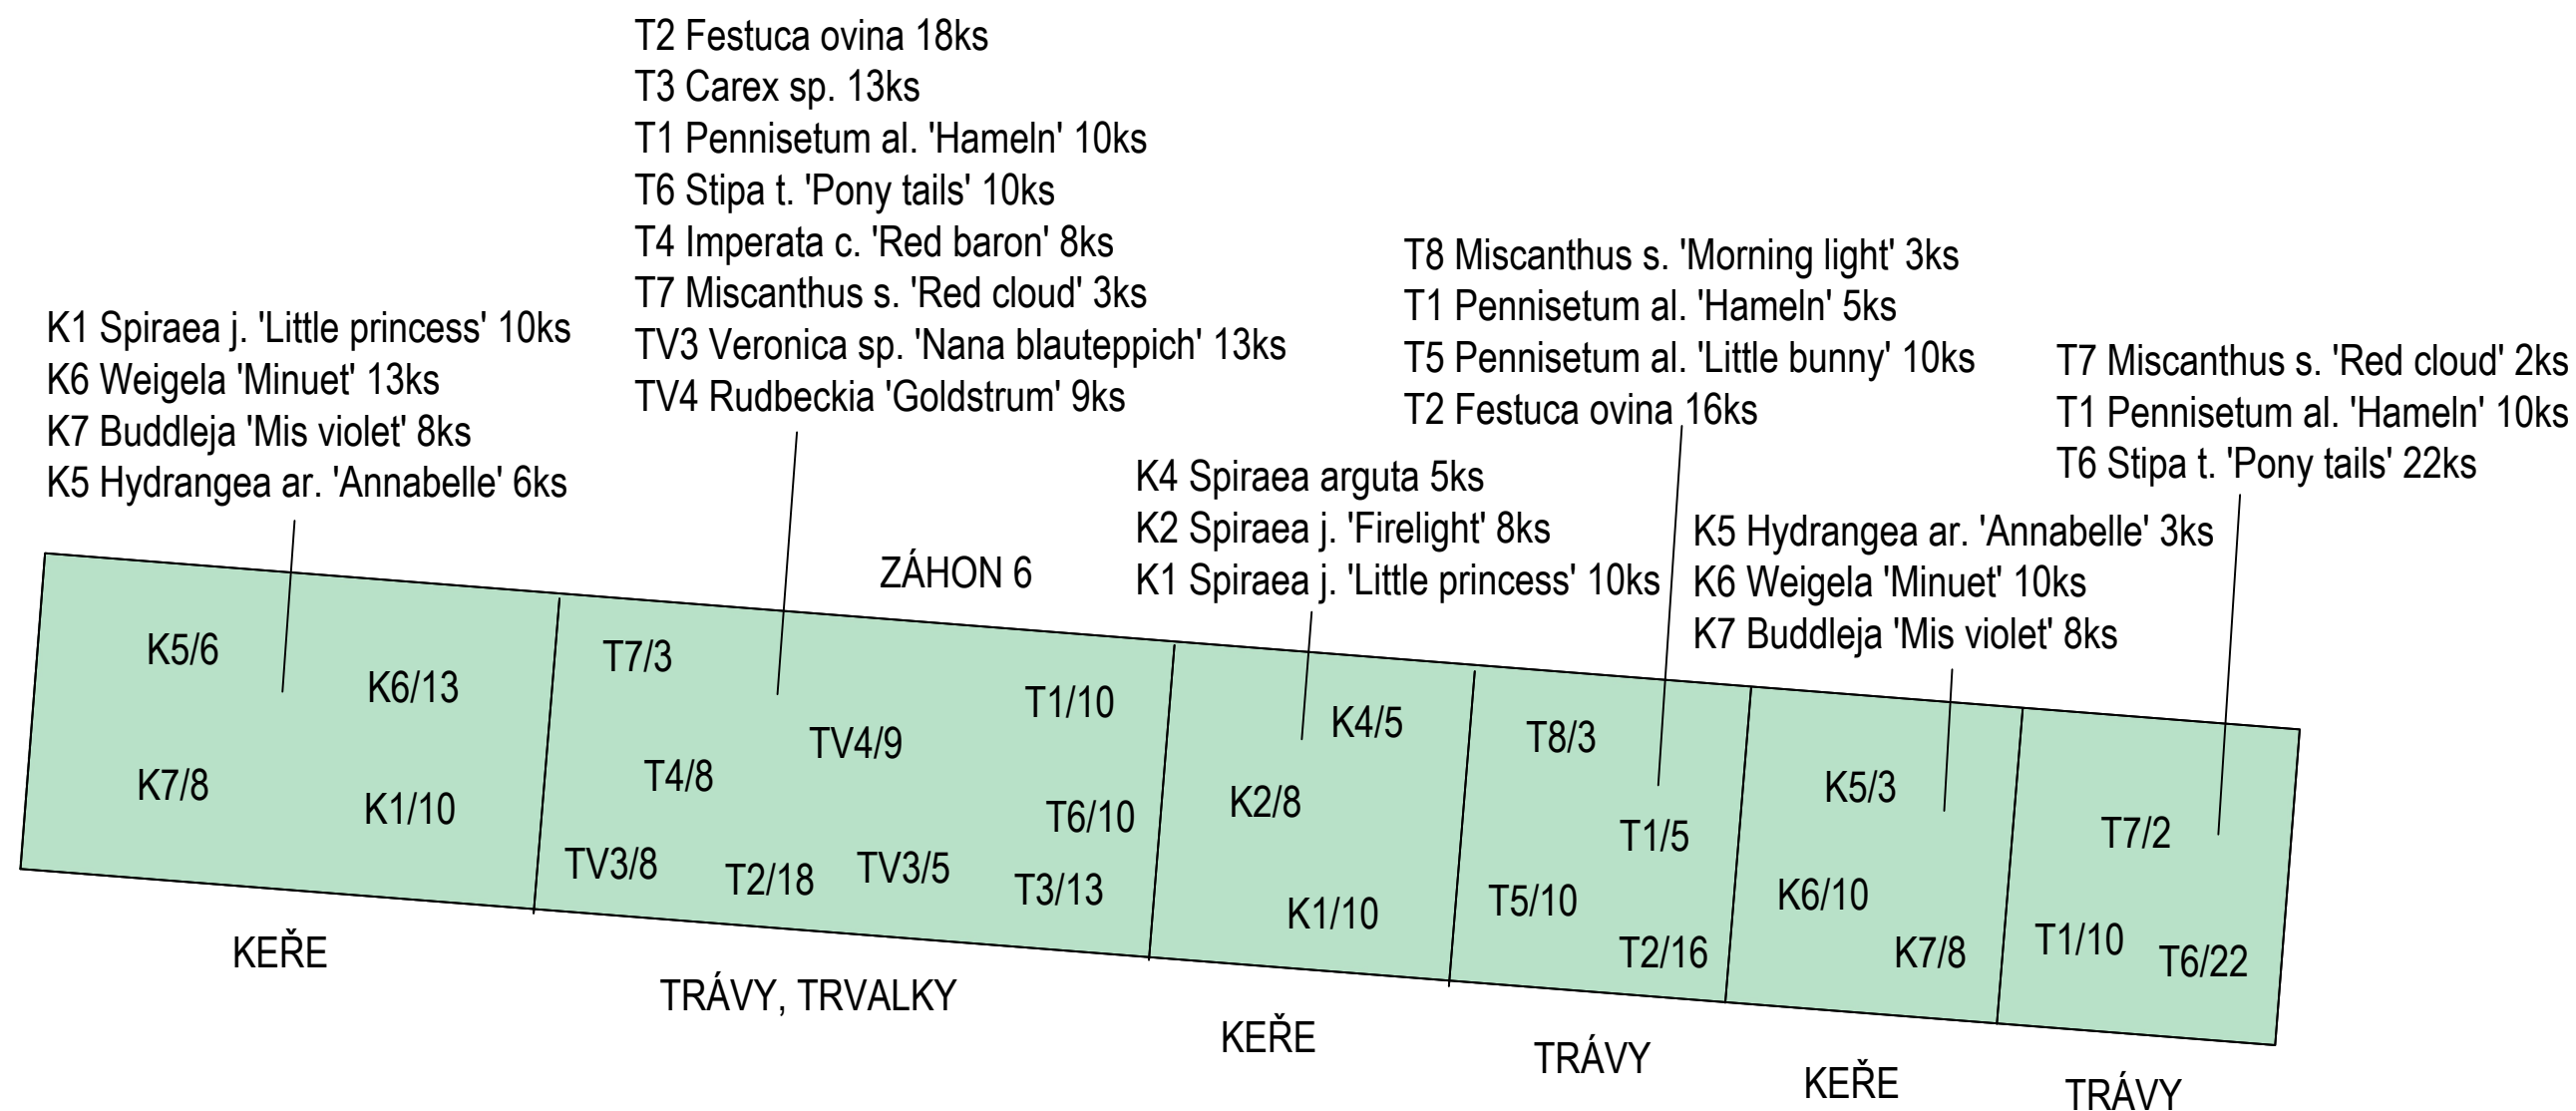 T2 Festuca ovina 18ks
T3 Carex sp. 13ks
T1 Pennisetum al. 'Hameln' 10ks
T6 Stipa t. 'Pony tails' 10ks
T4 Imperata c. 'Red baron' 8ks
T7 Miscanthus s. 'Red cloud' 3ks
TV3 Veronica sp. 'Nana blauteppich' 13ks
TV4 Rudbeckia 'Goldstrum' 9ks
K1 Spiraea j. 'Little princess' 10ks
K6 Weigela 'Minuet' 13ks
K7 Buddleja 'Mis violet' 8ks
K5 Hydrangea ar. 'Annabelle' 6ks
T8 Miscanthus s. 'Morning light' 3ks
T1 Pennisetum al. 'Hameln' 5ks
T5 Pennisetum al. 'Little bunny' 10ks
T2 Festuca ovina 16ks
T7 Miscanthus s. 'Red cloud' 2ks
T1 Pennisetum al. 'Hameln' 10ks
T6 Stipa t. 'Pony tails' 22ks
K4 Spiraea arguta 5ks
K2 Spiraea j. 'Firelight' 8ks
K1 Spiraea j. 'Little princess' 10ks
K5 Hydrangea ar. 'Annabelle' 3ks
K6 Weigela 'Minuet' 10ks
K7 Buddleja 'Mis violet' 8ks
ZÁHON 6
K5/6
K6/13
K7/8
K1/10
T7/3
T1/10
TV4/9
T4/8
T6/10
TV3/8
T2/18
TV3/5
T3/13
K4/5
K2/8
K1/10
T8/3
T1/5
T5/10
T2/16
K5/3
K6/10
K7/8
T7/2
T1/10
T6/22
KEŘE
TRÁVY, TRVALKY
KEŘE
TRÁVY
KEŘE
TRÁVY